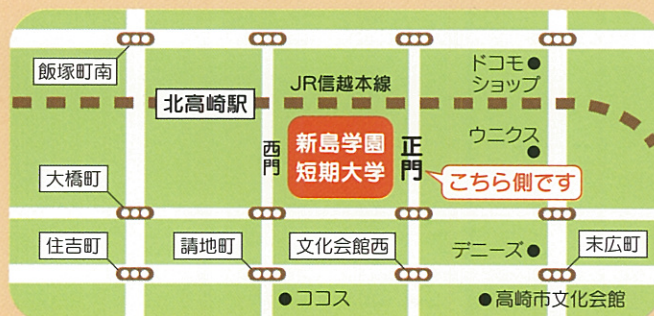 飯塚町南
ドコモ
ショップ
JR信越本線
北高崎駅
新島学園
短期大学
西門
正門
ウニクス
こちら側です
大橋町
住吉町
請地町
文化会館西
デニーズ
末広町
ココス
高崎市文化会館